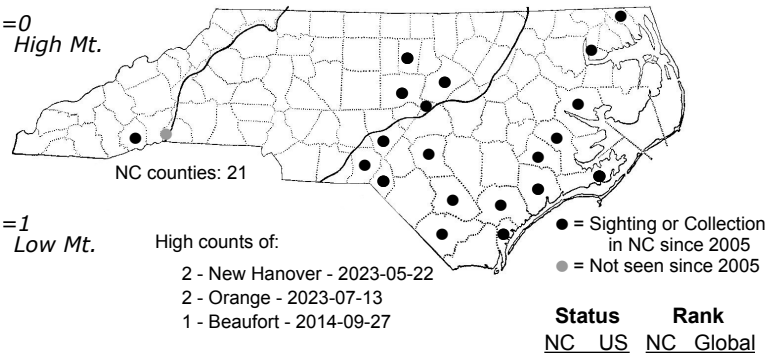 =0
High Mt.
NC counties: 21
=1
Low Mt.
High counts of:
2 - New Hanover - 2023-05-22
2 - Orange - 2023-07-13
1 - Beaufort - 2014-09-27
= Sighting or Collection
in NC since 2005
= Not seen since 2005
Status Rank
NC US NC Global